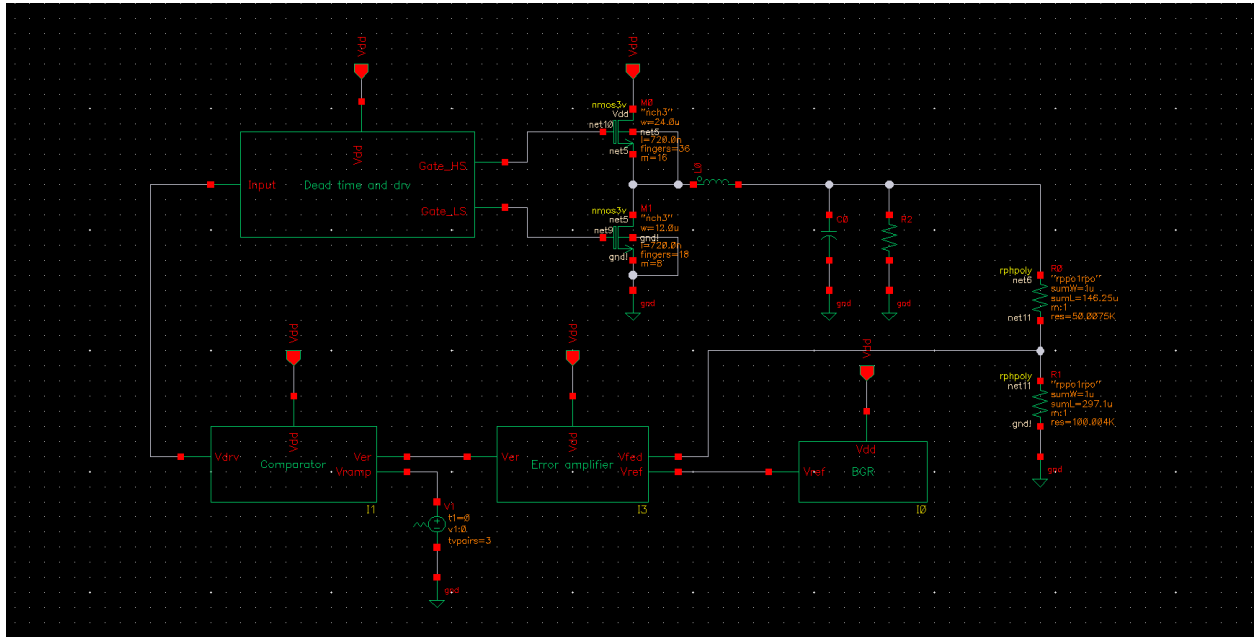 Vdd
Vdd
Vdd
Input
Dead time and drv
Gate_HS
Gate_LS
nmos3v
Vdd
net10
net5
M0
"nch3"
w=24.0u
net5
l=720.0n
fingers=36
m=16
L0
nmos3v
net5
net9
gnd!
M1
"nch3"
w=12.0u
gnd!
l=720.0n
fingers=18
m=8
gnd
C0
gnd
R2
gnd
rphpoly
net6
net11
R0
"rppo1rpo"
sumW=1u
sumL=146.25u
m:1
res=50.0075K
rphpoly
net11
gnd!
R1
"rppo1rpo"
sumW=1u
sumL=297.1u
m:1
res=100.004K
gnd
Vdd
Vdd
Vdrv
Comparator
Ver
Vramp
I1
V1
t1=0
v1:0
tvpairs=3
gnd
Vdd
Vdd
Ver
Error amplifier
Vfed
Vref
I3
Vdd
Vdd
Vref
BGR
I0